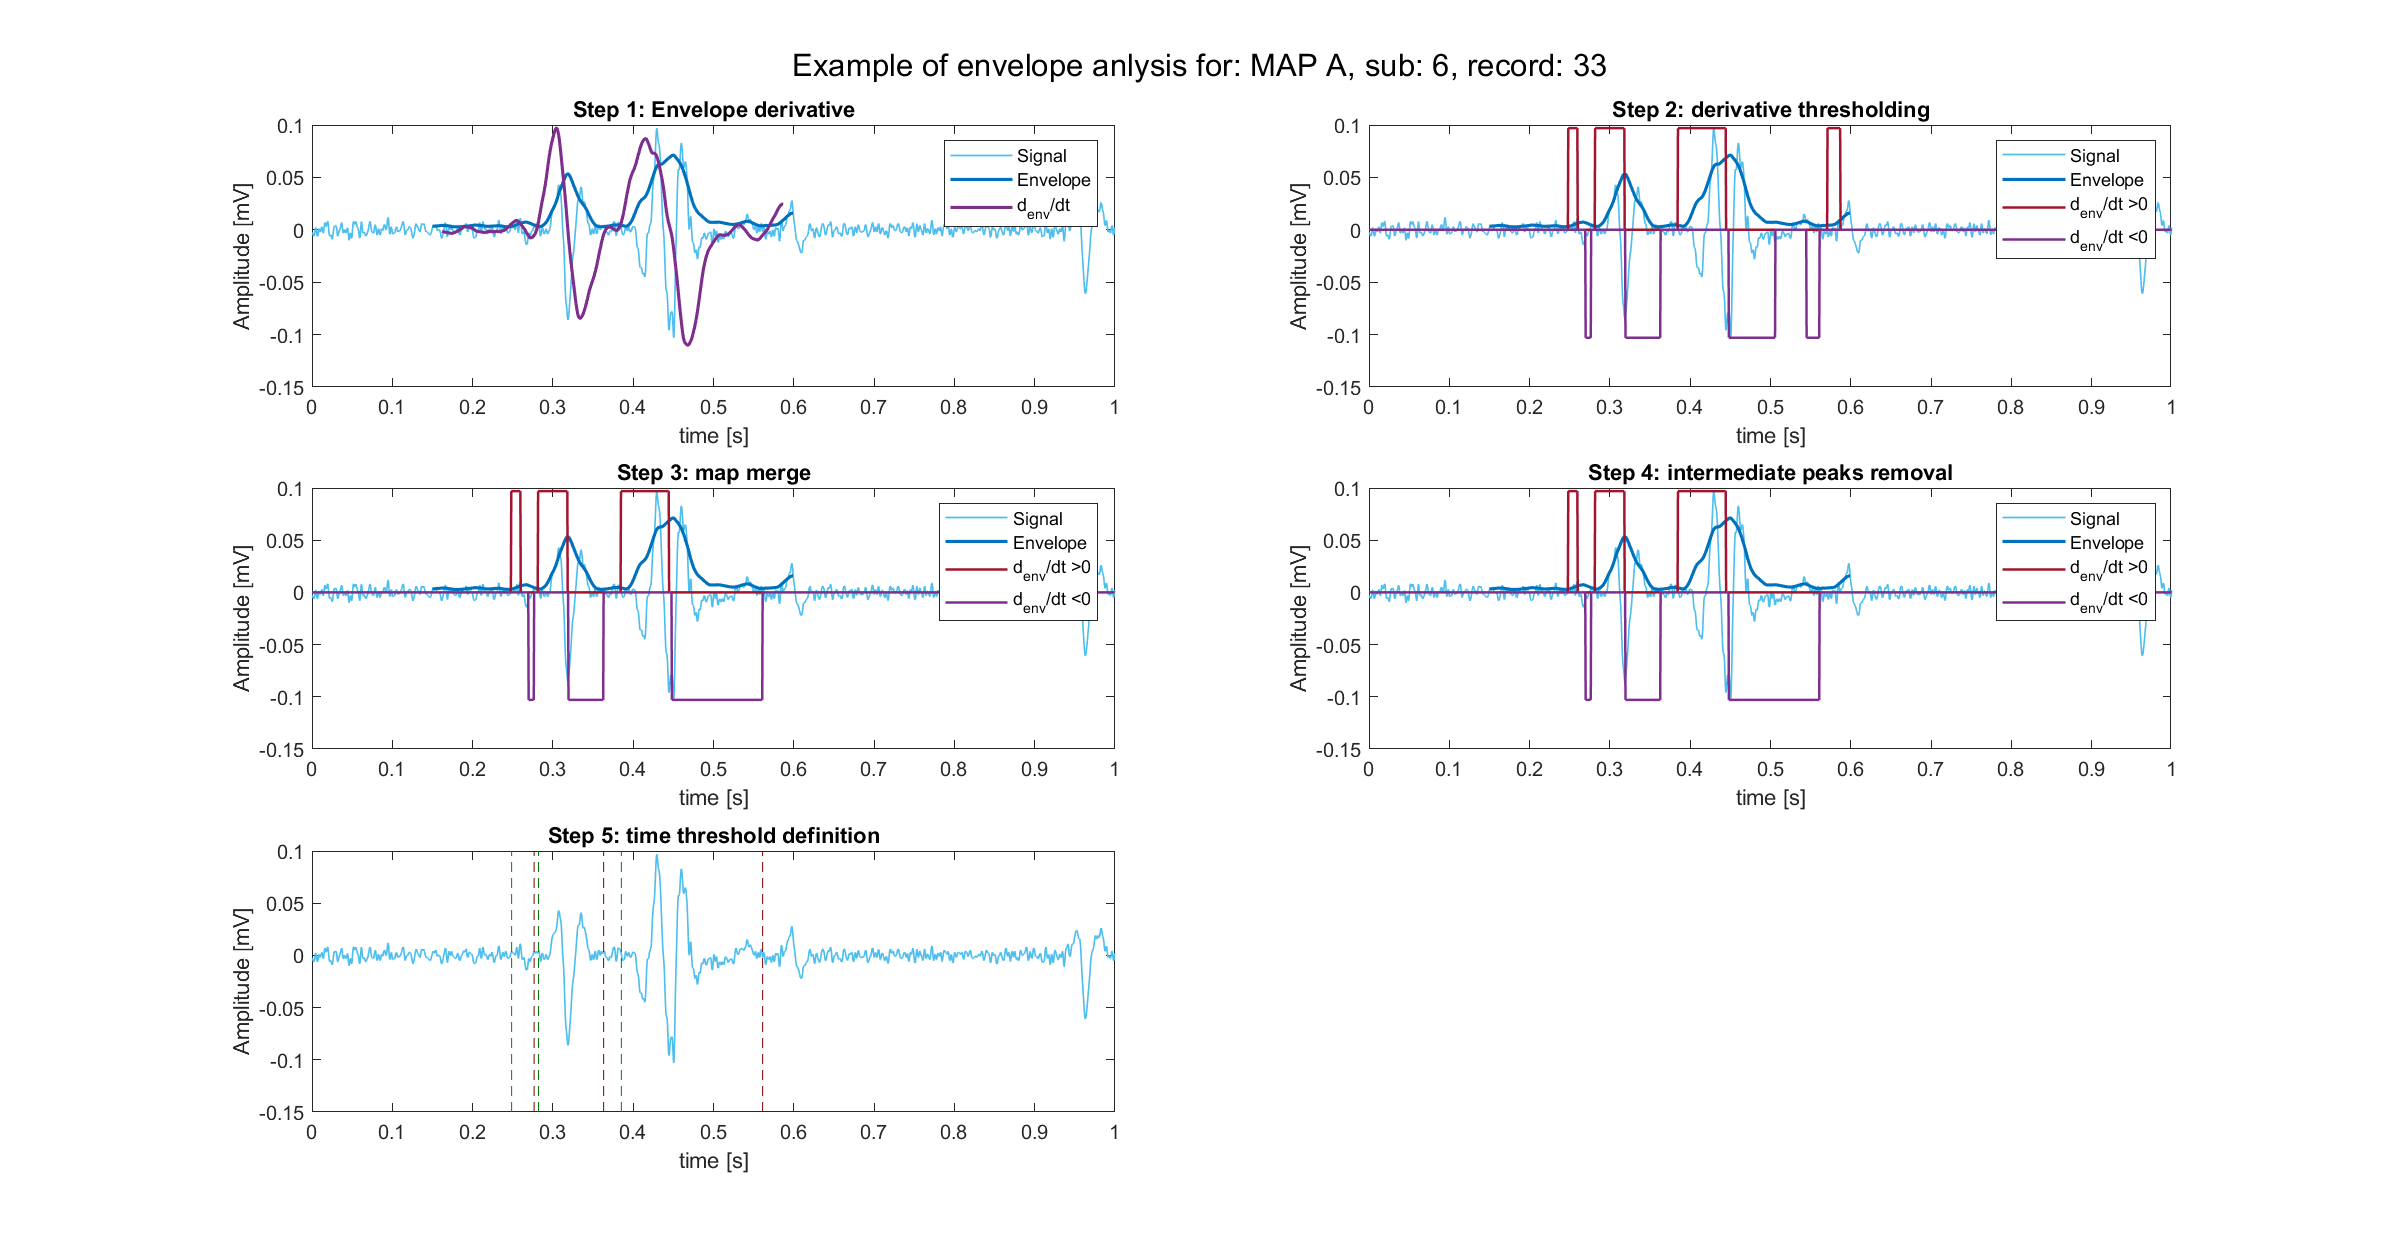 Example of envelope anlysis for: MAP A, sub: 6, record: 33
Step 1: Envelope derivative
Amplitude [mV]
0.1
0.05
0
-0.05
-0.1
-0.15
0 0.1 0.2 0.3 0.4 0.5 0.6 0.7 0.8 0.9 1
time [s]
Signal
Envelope
d_env/dt
Step 2: derivative thresholding
Amplitude [mV]
0.1
0.05
0
-0.05
-0.1
-0.15
0 0.1 0.2 0.3 0.4 0.5 0.6 0.7 0.8 0.9 1
time [s]
Signal
Envelope
d_env/dt >0
d_env/dt <0
Step 3: map merge
Amplitude [mV]
0.1
0.05
0
-0.05
-0.1
-0.15
0 0.1 0.2 0.3 0.4 0.5 0.6 0.7 0.8 0.9 1
time [s]
Signal
Envelope
d_env/dt >0
d_env/dt <0
Step 4: intermediate peaks removal
Amplitude [mV]
0.1
0.05
0
-0.05
-0.1
-0.15
0 0.1 0.2 0.3 0.4 0.5 0.6 0.7 0.8 0.9 1
time [s]
Signal
Envelope
d_env/dt >0
d_env/dt <0
Step 5: time threshold definition
Amplitude [mV]
0.1
0.05
0
-0.05
-0.1
-0.15
0 0.1 0.2 0.3 0.4 0.5 0.6 0.7 0.8 0.9 1
time [s]